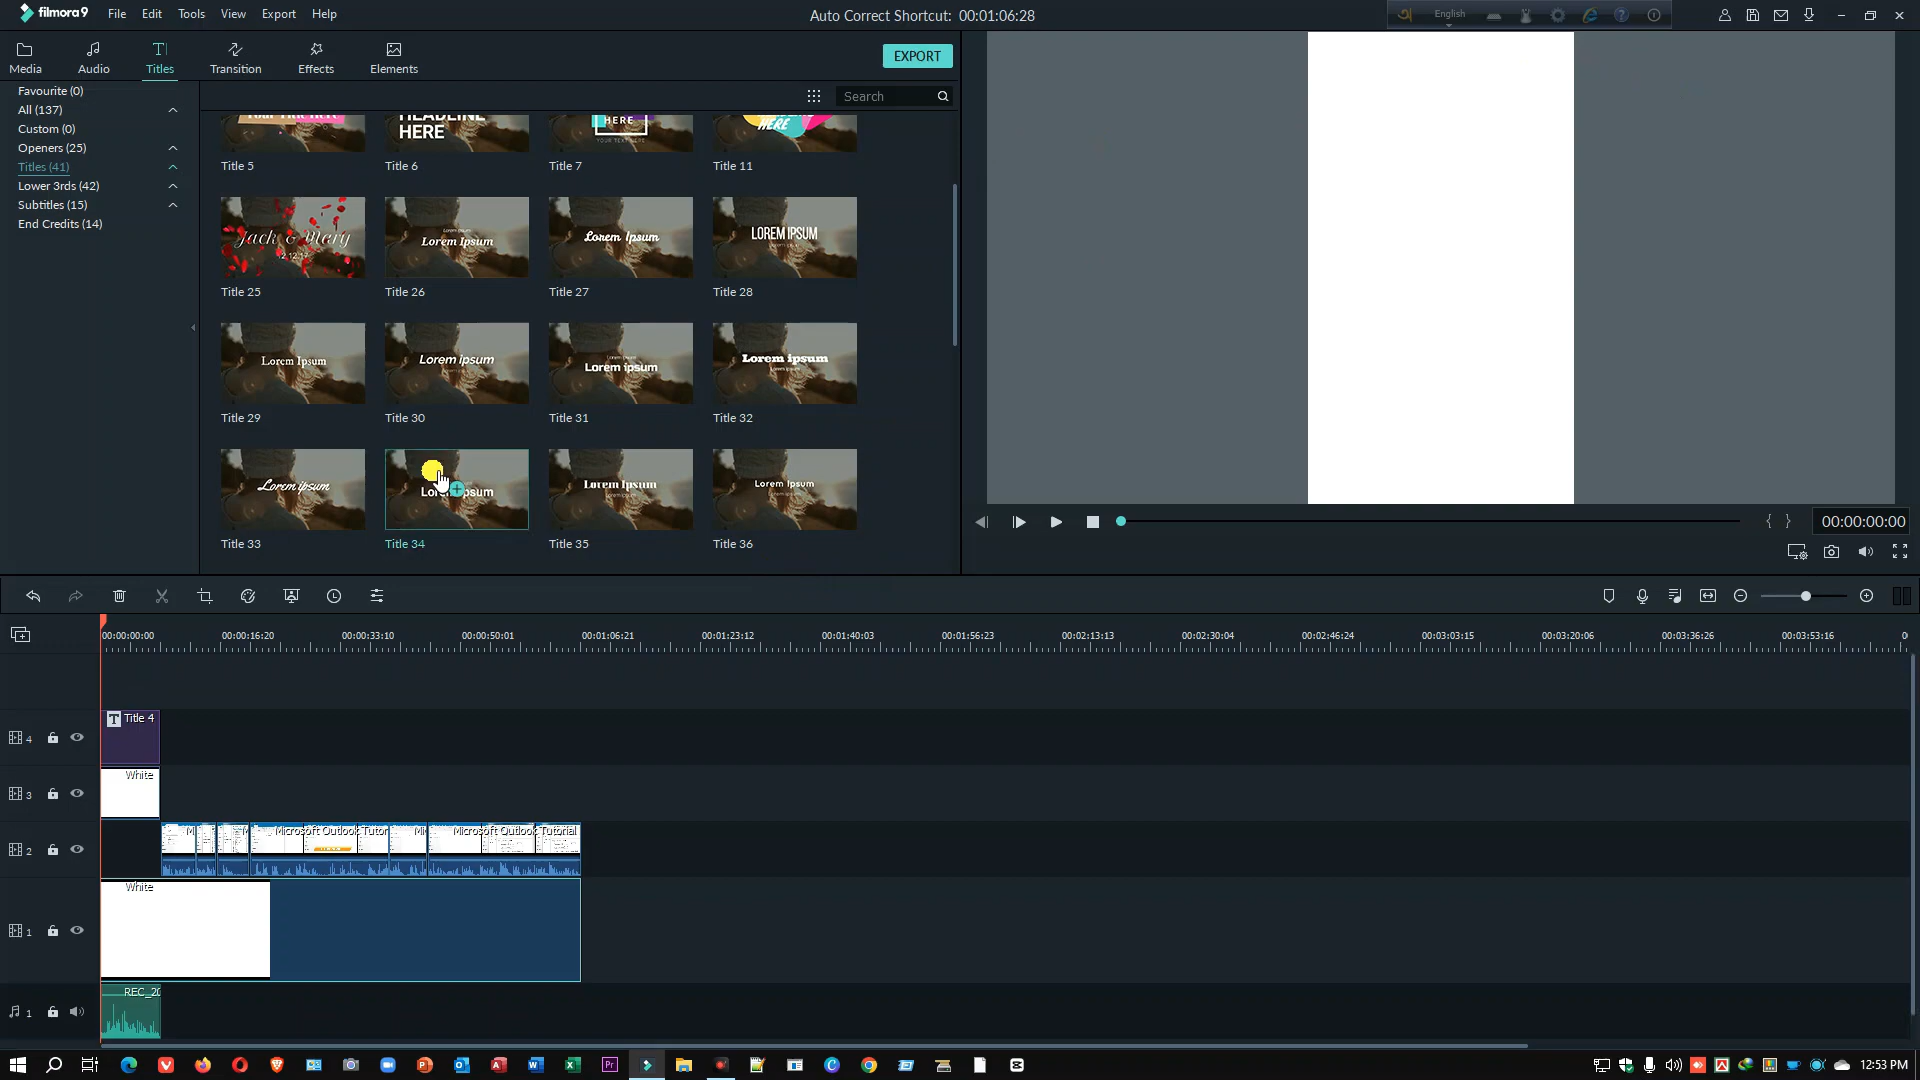 filmora9 File Edit Tools View Export Help
Auto Correct Shortcut: 00:01:06:28
English
Media Audio Titles Transition Effects Elements
EXPORT
Favourite (0)
All (137)
Custom (0)
Openers (25)
Titles (41)
Lower 3rds (42)
Subtitles (15)
End Credits (14)
Search
Your Title Here
HEADLINE
HERE
HERE
YOUR TEXT HERE
HERE
Title 5 Title 6 Title 7 Title 11
Jack & Mary
Lorem Ipsum
Lorem Ipsum
LOREM IPSUM
Title 25 Title 26 Title 27 Title 28
Lorem Ipsum
Lorem ipsum
Lorem ipsum
Lorem ipsum
Title 29 Title 30 Title 31 Title 32
Lorem ipsum
Lorem ipsum
Lorem ipsum
Title 33 Title 34 Title 35 Title 36
00:00:00:00
00:00:00:00 00:00:16:20 00:00:33:10 00:00:50:01 00:01:06:21 00:01:23:12 00:01:40:03 00:01:56:23 00:02:13:13 00:02:30:04 00:02:46:24 00:03:03:15 00:03:20:06 00:03:36:26 00:03:53:16
T Title 4
4
White
3
M Microsoft Outlook Tutor Mi Microsoft Outlook Tutorial
2
White
1
REC_20
1
12:53 PM